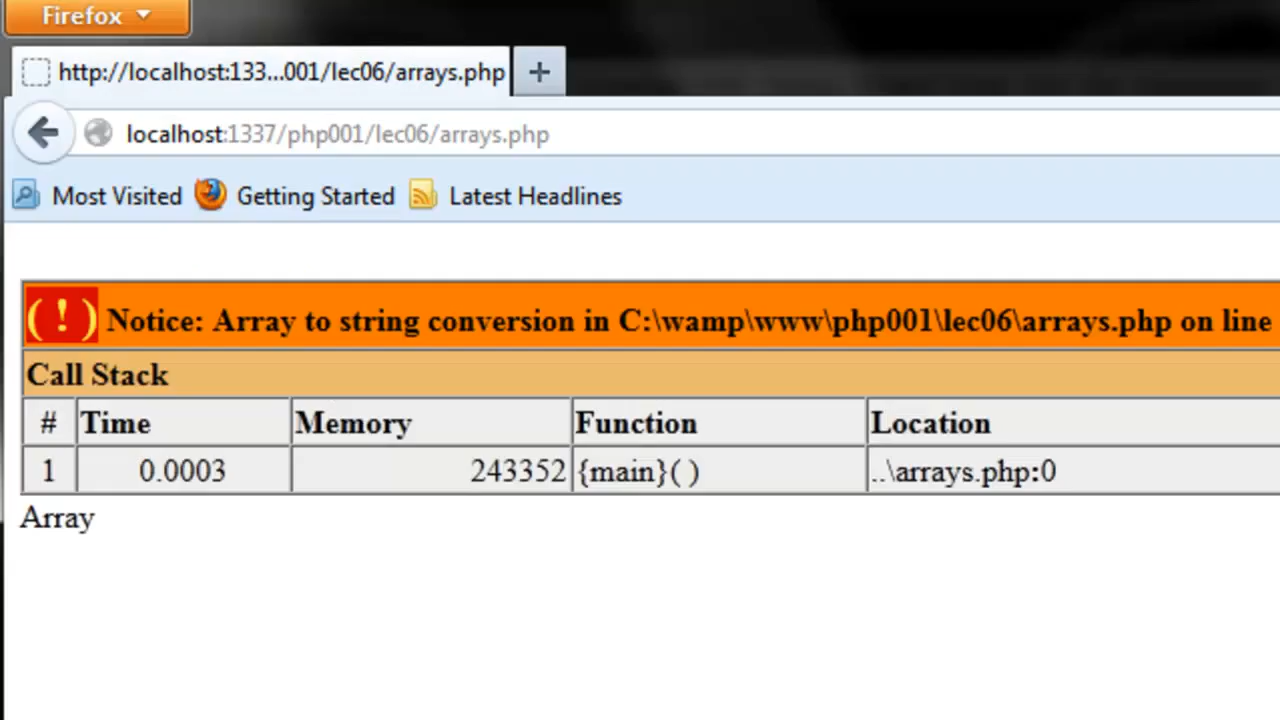 Firefox
http://localhost:133...001/lec06/arrays.php
localhost:1337/php001/lec06/arrays.php
Most Visited Getting Started Latest Headlines
( ! ) Notice: Array to string conversion in C:\wamp\www\php001\lec06\arrays.php on line
Call Stack
# Time Memory Function Location
1 0.0003 243352 {main}( ) ..\arrays.php:0
Array